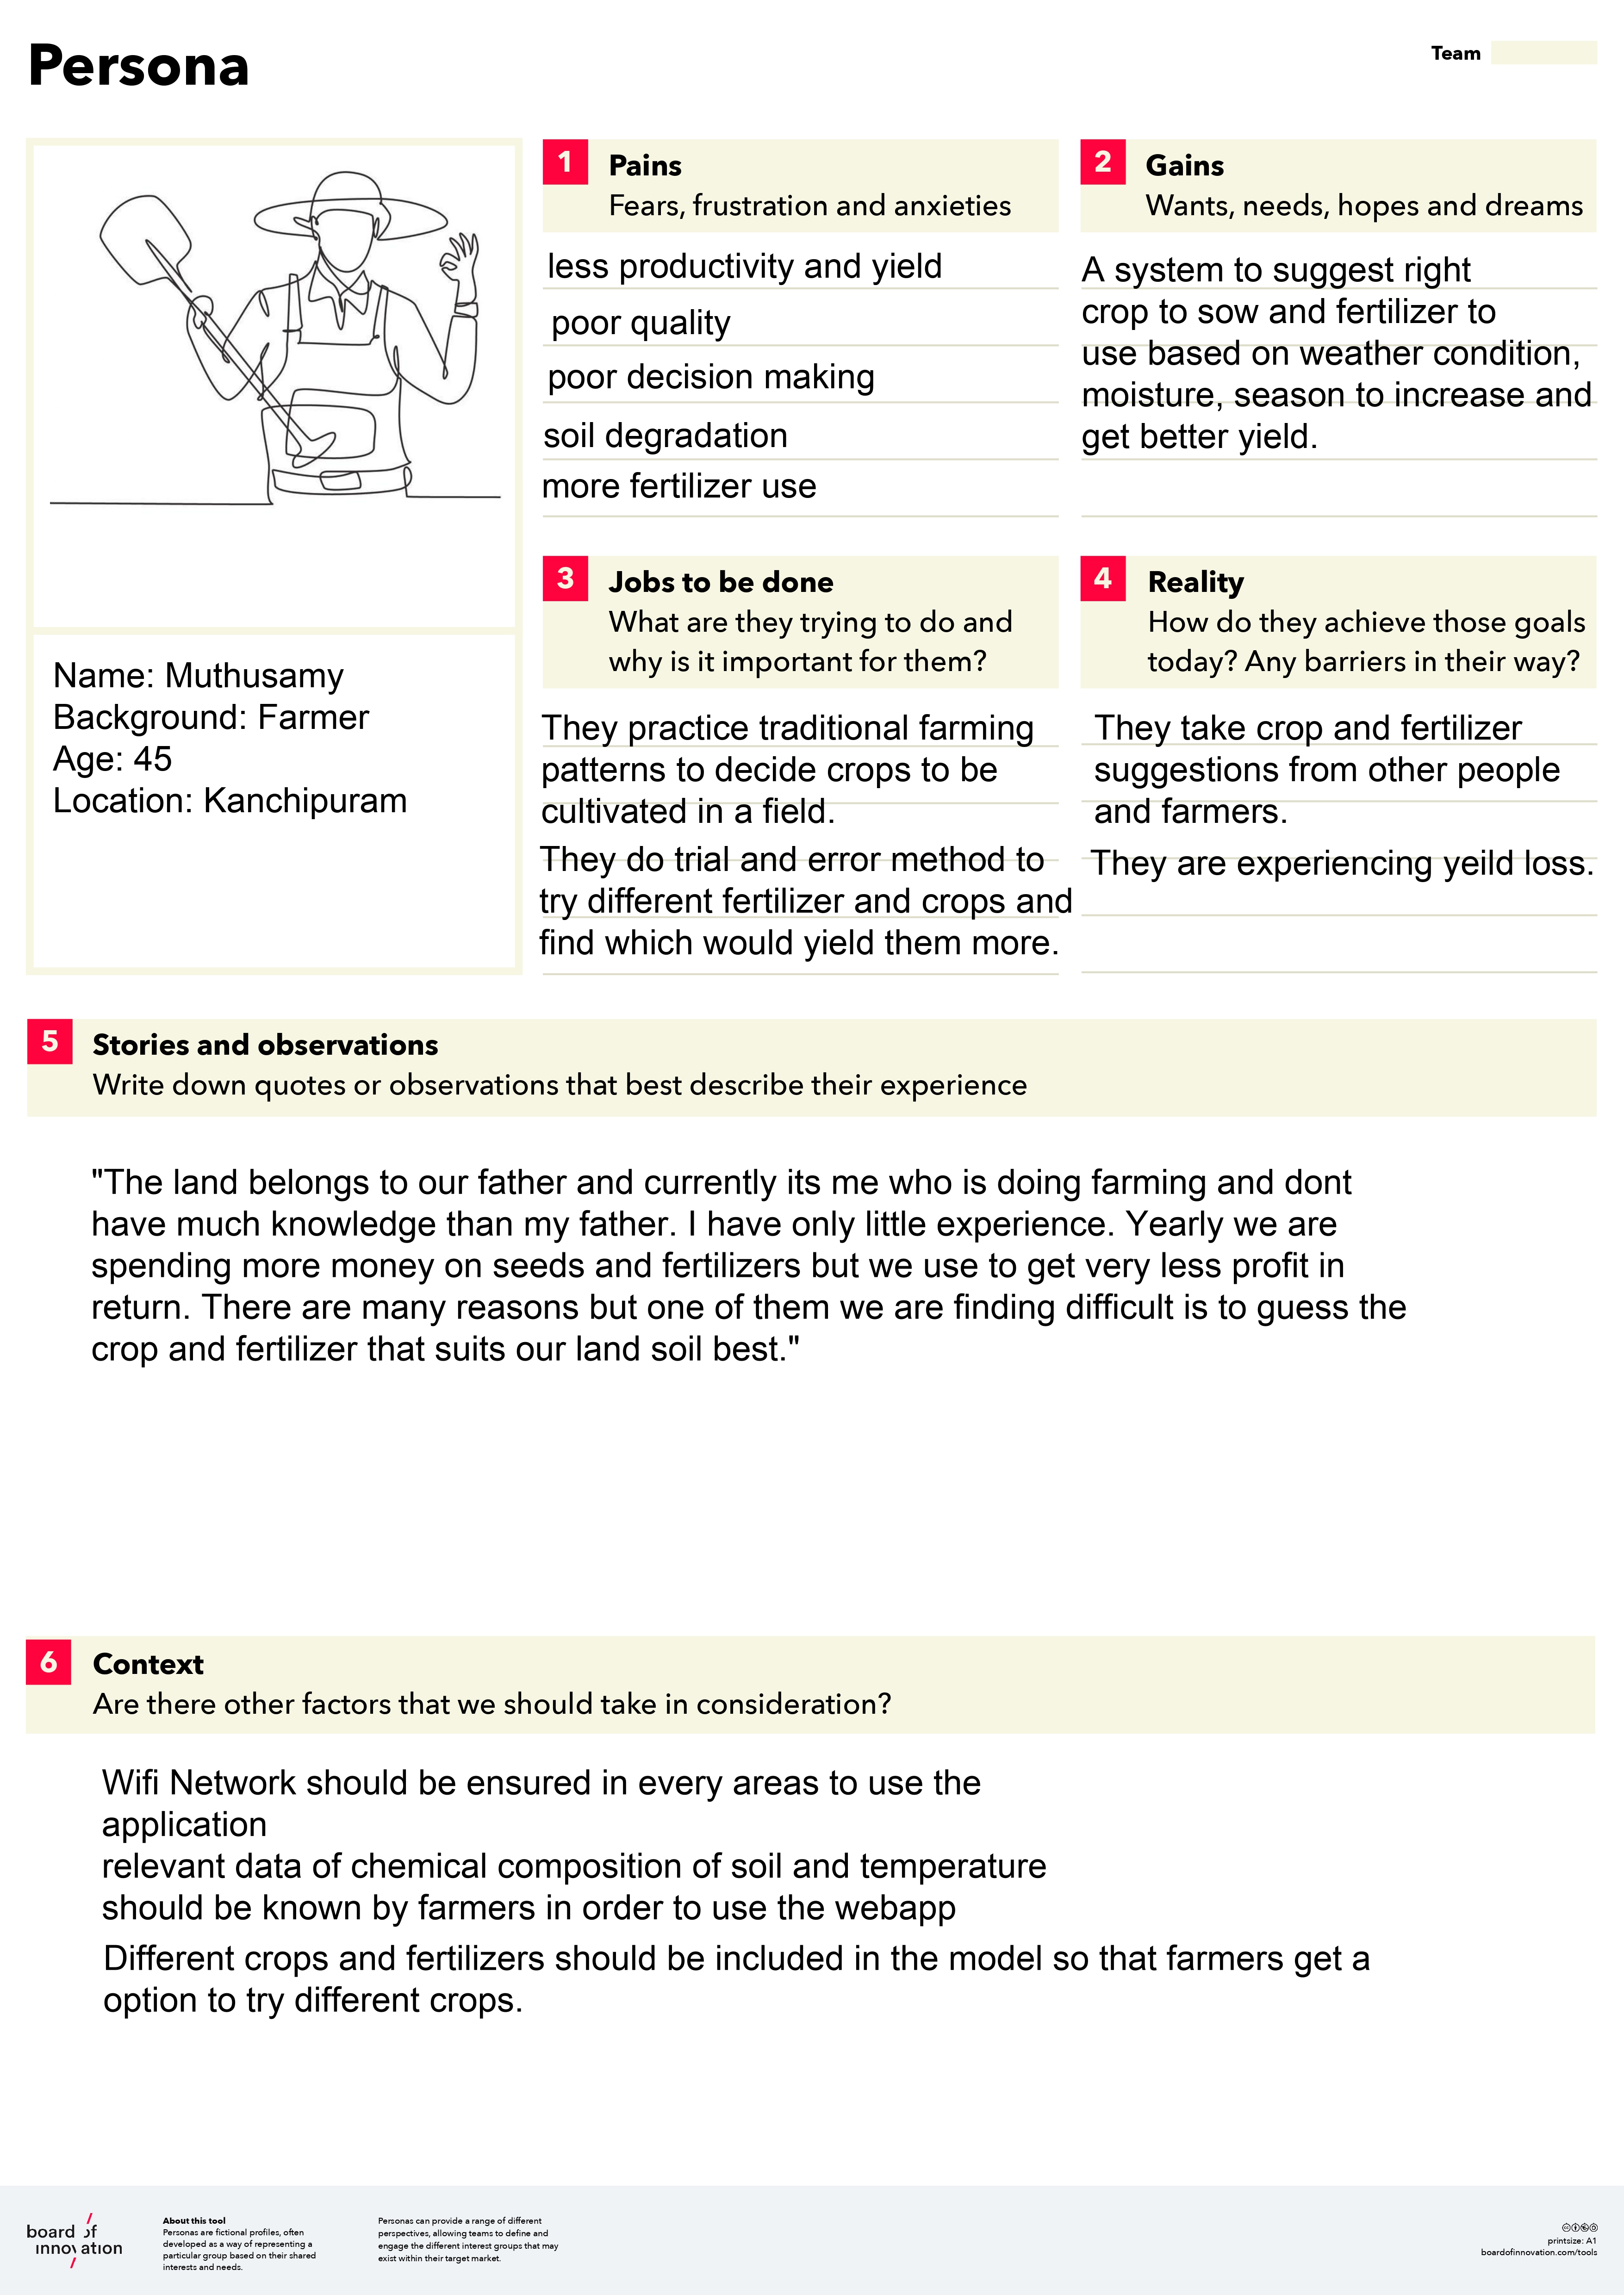 Persona
Team
1
Pains
Fears, frustration and anxieties
less productivity and yield
poor quality
poor decision making
soil degradation
more fertilizer use
2
Gains
Wants, needs, hopes and dreams
A system to suggest right
crop to sow and fertilizer to
use based on weather condition,
moisture, season to increase and
get better yield.
Name: Muthusamy
Background: Farmer
Age: 45
Location: Kanchipuram
3
Jobs to be done
What are they trying to do and
why is it important for them?
They practice traditional farming
patterns to decide crops to be
cultivated in a field.
They do trial and error method to
try different fertilizer and crops and
find which would yield them more.
4
Reality
How do they achieve those goals
today? Any barriers in their way?
They take crop and fertilizer
suggestions from other people
and farmers.
They are experiencing yeild loss.
5
Stories and observations
Write down quotes or observations that best describe their experience
"The land belongs to our father and currently its me who is doing farming and dont
have much knowledge than my father. I have only little experience. Yearly we are
spending more money on seeds and fertilizers but we use to get very less profit in
return. There are many reasons but one of them we are finding difficult is to guess the
crop and fertilizer that suits our land soil best."
6
Context
Are there other factors that we should take in consideration?
Wifi Network should be ensured in every areas to use the
application
relevant data of chemical composition of soil and temperature
should be known by farmers in order to use the webapp
Different crops and fertilizers should be included in the model so that farmers get a
option to try different crops.
board of
innovation
About this tool
Personas are fictional profiles, often
developed as a way of representing a
particular group based on their shared
interests and needs.
Personas can provide a range of different
perspectives, allowing teams to define and
engage the different interest groups that may
exist within their target market.
printsize: A1
boardofinnovation.com/tools